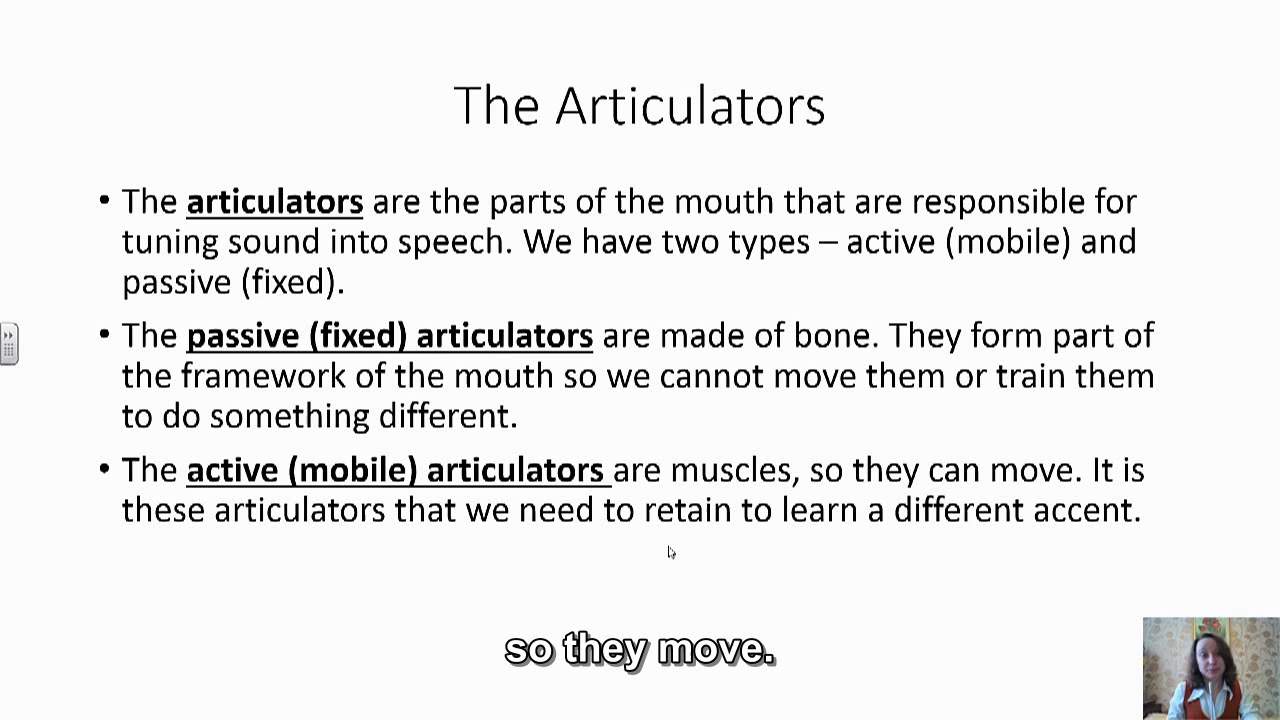 The Articulators
• The articulators are the parts of the mouth that are responsible for
tuning sound into speech. We have two types – active (mobile) and
passive (fixed).
• The passive (fixed) articulators are made of bone. They form part of
the framework of the mouth so we cannot move them or train them
to do something different.
• The active (mobile) articulators are muscles, so they can move. It is
these articulators that we need to retain to learn a different accent.
so they move.